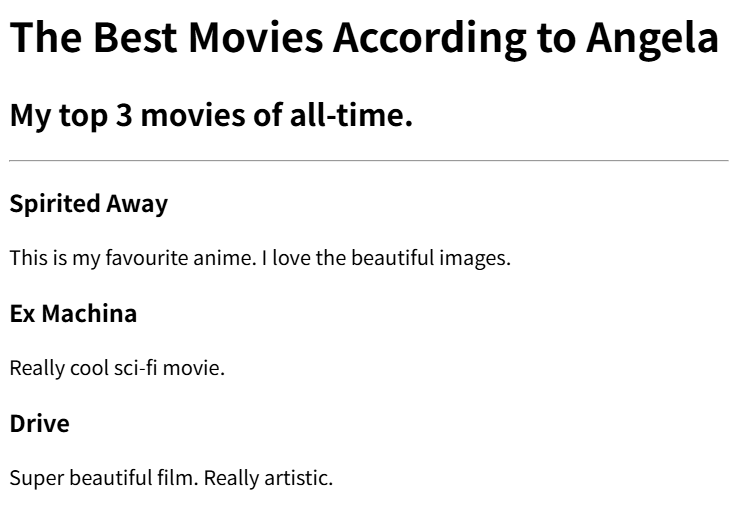 The Best Movies According to Angela
My top 3 movies of all-time.
Spirited Away
This is my favourite anime. I love the beautiful images.
Ex Machina
Really cool sci-fi movie.
Drive
Super beautiful film. Really artistic.